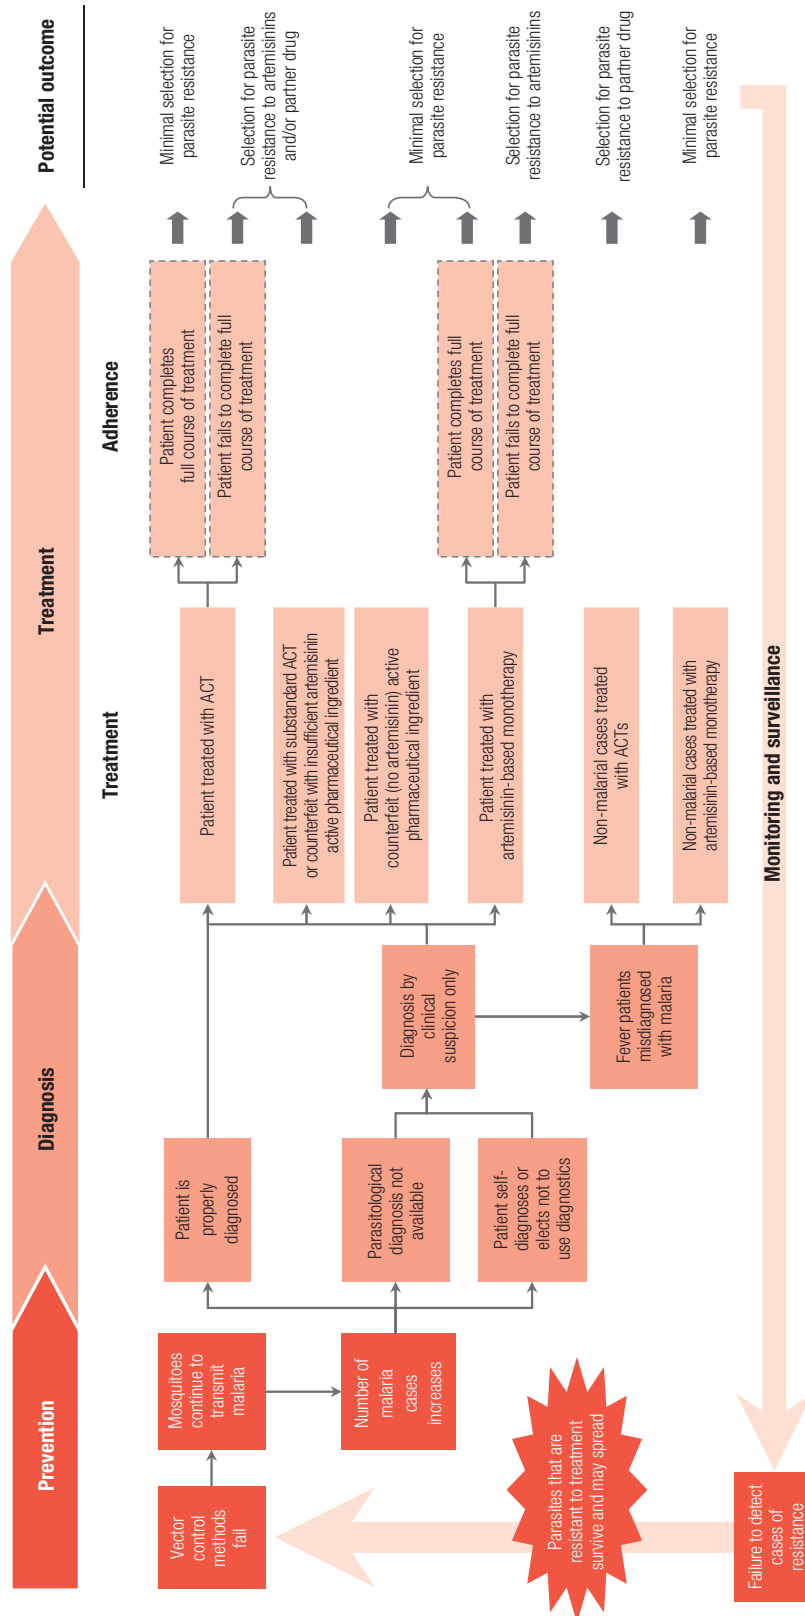 Prevention
Diagnosis
Treatment
Potential outcome
Treatment
Adherence
Vector
control
methods
fail
Mosquitoes
continue to
transmit
malaria
Number of
malaria
cases
increases
Patient is
properly
diagnosed
Parasitological
diagnosis not
available
Patient self-
diagnoses or
elects not to
use diagnostics
Diagnosis by
clinical
suspicion only
Fever patients
misdiagnosed
with malaria
Patient treated with ACT
Patient treated with substandard ACT
or counterfeit with insufficient artemisinin
active pharmaceutical ingredient
Patient treated with
counterfeit (no artemisinin) active
pharmaceutical ingredient
Patient treated with
artemisinin-based monotherapy
Non-malarial cases treated
with ACTs
Non-malarial cases treated with
artemisinin-based monotherapy
Patient completes
full course of treatment
Patient fails to complete full
course of treatment
Patient completes full
course of treatment
Patient fails to complete full
course of treatment
Minimal selection for
parasite resistance
Selection for parasite
resistance to artemisinins
and/or partner drug
Minimal selection for
parasite resistance
Selection for parasite
resistance to artemisinins
Selection for parasite
resistance to partner drug
Minimal selection for
parasite resistance
Parasites that are
resistant to treatment
survive and may spread
Failure to detect
cases of
resistance
Monitoring and surveillance